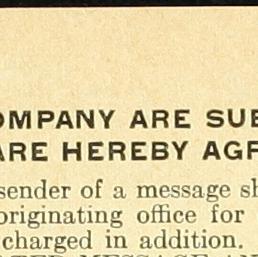 OMPANY ARE SUB
ARE HEREBY AGR
sender of a message sh
originating office for
charged in addition.